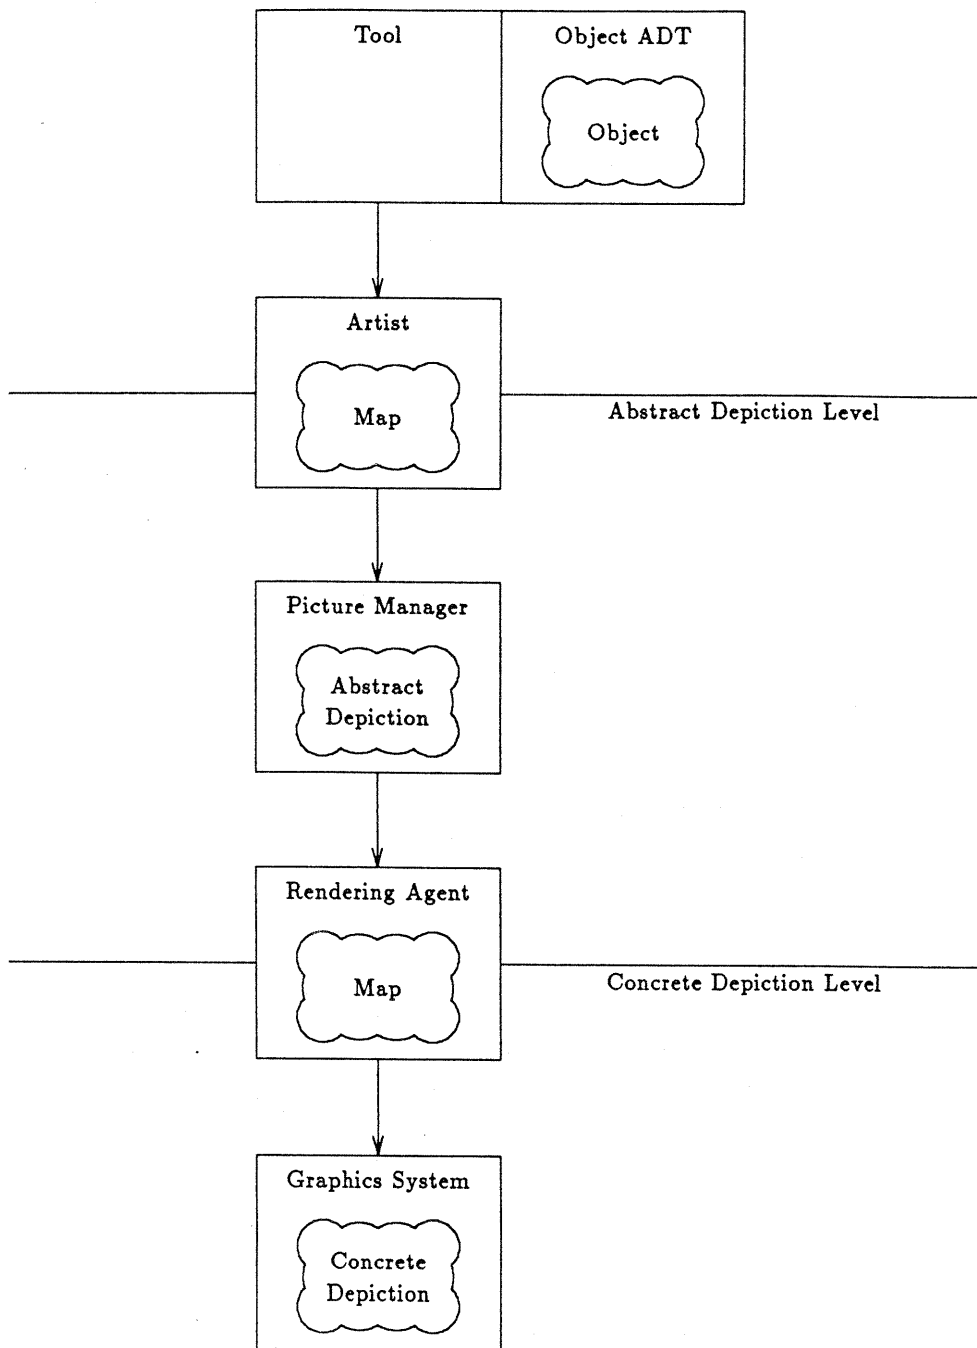 Tool
Object ADT
Object
Artist
Map
Abstract Depiction Level
Picture Manager
Abstract
Depiction
Rendering Agent
Map
Concrete Depiction Level
Graphics System
Concrete
Depiction